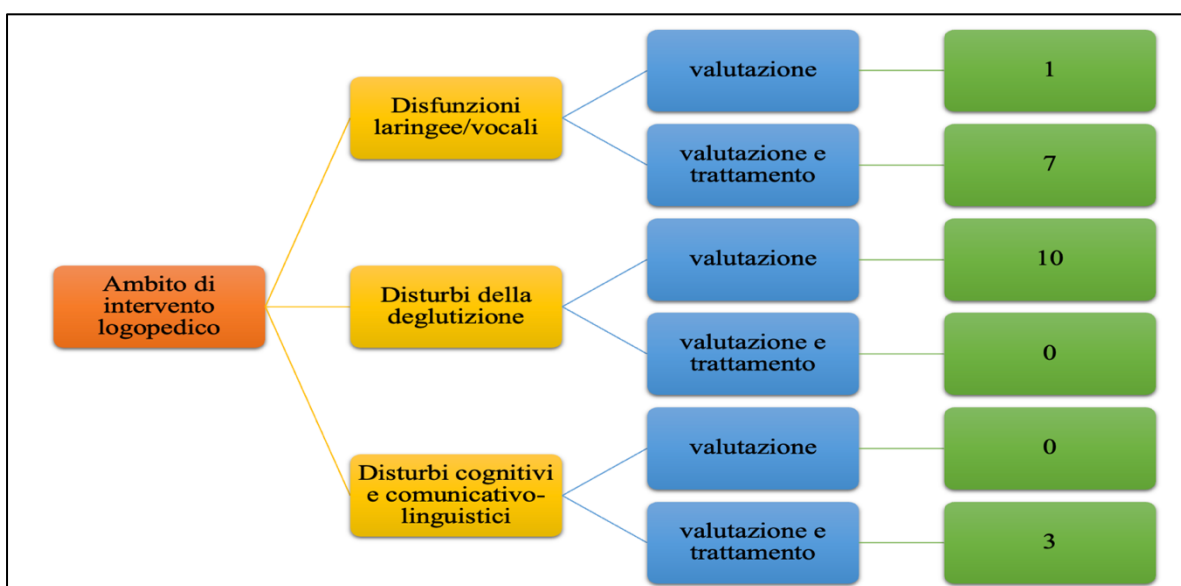 Ambito di
intervento
logopedico
Disfunzioni
laringee/vocali
valutazione
1
valutazione e
trattamento
7
Disturbi della
deglutizione
valutazione
10
valutazione e
trattamento
0
Disturbi cognitivi
e comunicativo-
linguistici
valutazione
0
valutazione e
trattamento
3